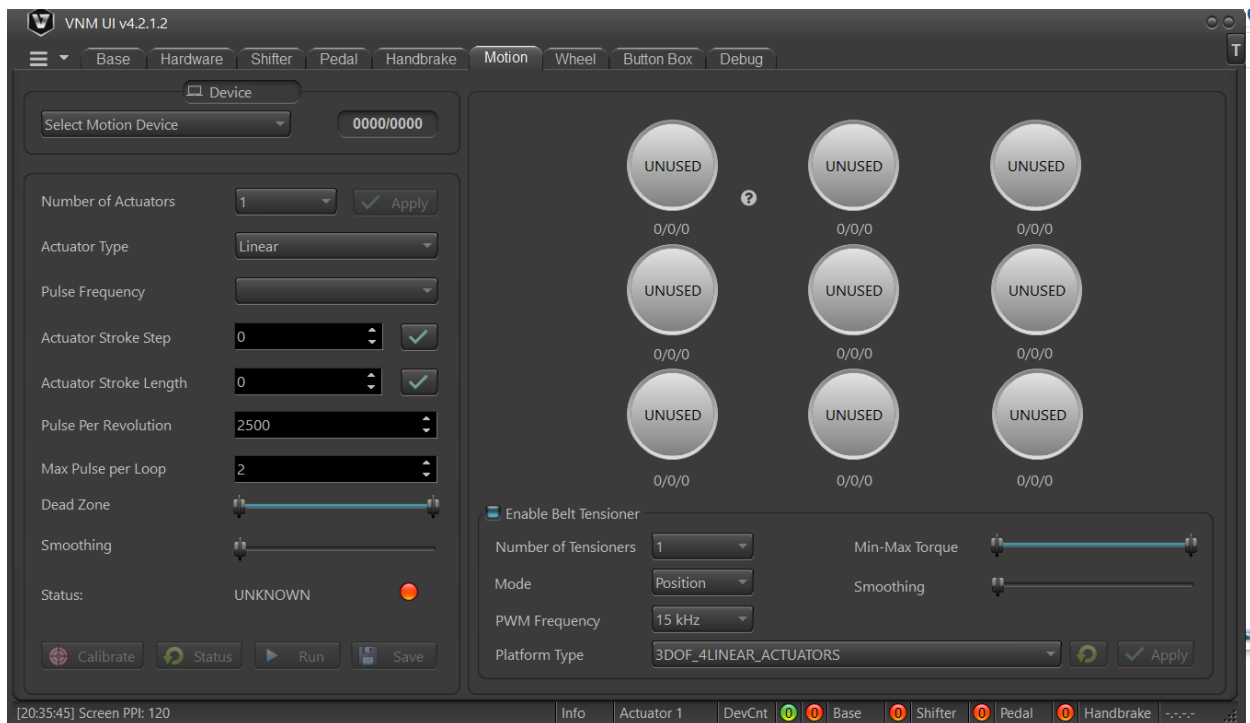 VNM UI v4.2.1.2
Base Hardware Shifter Pedal Handbrake Motion Wheel Button Box Debug T
Device
Select Motion Device 0000/0000
Number of Actuators 1 Apply
Actuator Type Linear
Pulse Frequency
Actuator Stroke Step 0
Actuator Stroke Length 0
Pulse Per Revolution 2500
Max Pulse per Loop 2
Dead Zone
Smoothing
Status: UNKNOWN
Calibrate Status Run Save
UNUSED UNUSED UNUSED
?
0/0/0 0/0/0 0/0/0
UNUSED UNUSED UNUSED
0/0/0 0/0/0 0/0/0
UNUSED UNUSED UNUSED
0/0/0 0/0/0 0/0/0
Enable Belt Tensioner
Number of Tensioners 1 Min-Max Torque
Mode Position Smoothing
PWM Frequency 15 kHz
Platform Type 3DOF_4LINEAR_ACTUATORS Apply
[20:35:45] Screen PPI: 120 Info Actuator 1 DevCnt 0 0 Base 0 Shifter 0 Pedal 0 Handbrake -.-.-.-